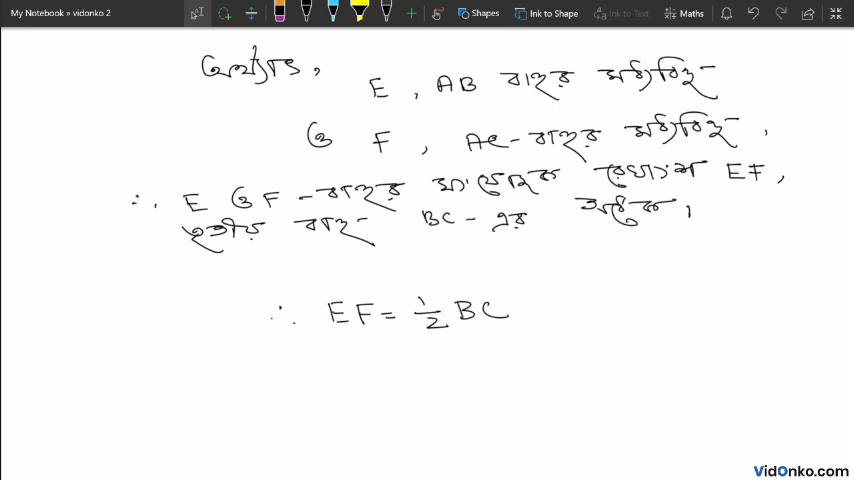 My Notebook » vidonko 2 Shapes Ink to Shape Ink to Text Maths
অর্থাৎ,
E, AB বাহুর মধ্যবিন্দু
ও F, AC-বাহুর মধ্যবিন্দু,
∴ E ও F-বাহুর সংযোজক রেখাংশ EF,
তৃতীয় বাহু BC-এর অর্ধেক,
∴ EF = 1/2 BC
VidOnko.com